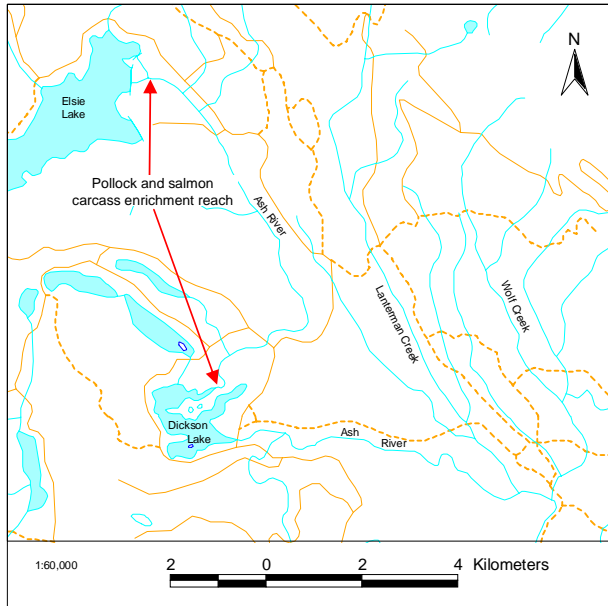 N
Elsie
Lake
Pollock and salmon
carcass enrichment reach
Ash River
Lanterman Creek
Wolf Creek
Dickson
Lake
Ash
River
1:60,000
2 0 2 4 Kilometers